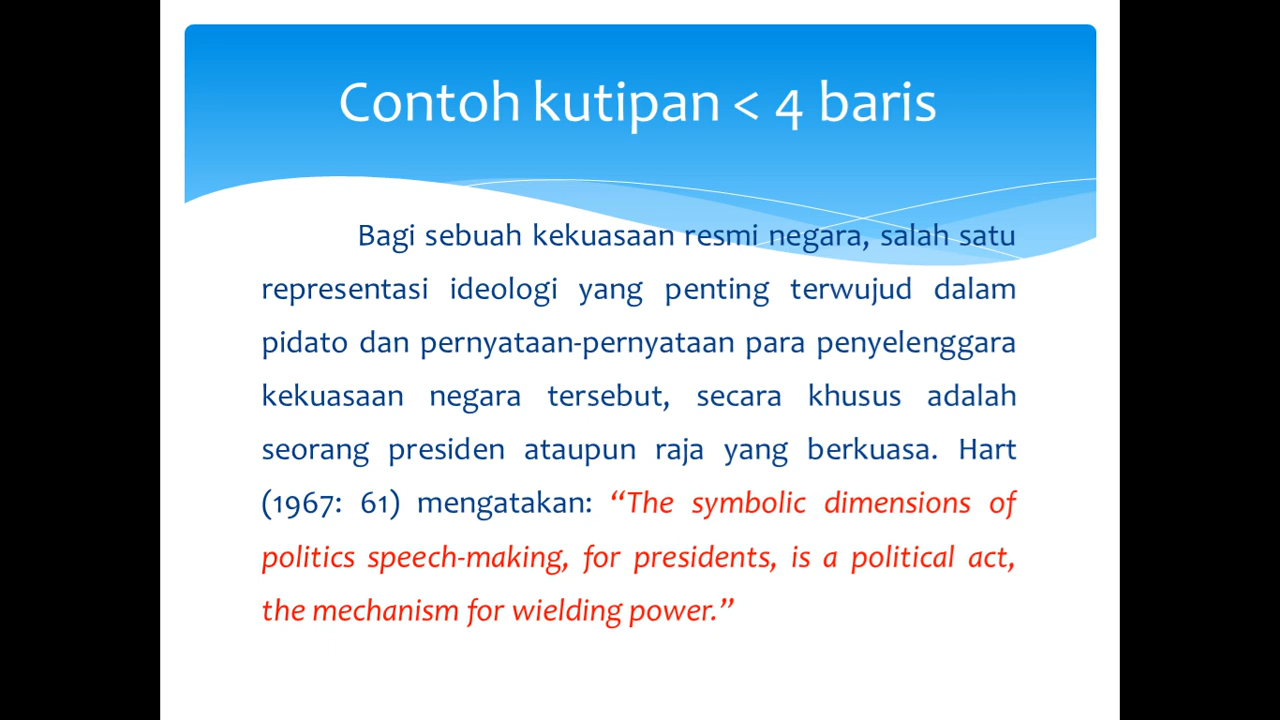 Contoh kutipan < 4 baris
Bagi sebuah kekuasaan resmi negara, salah satu
representasi ideologi yang penting terwujud dalam
pidato dan pernyataan-pernyataan para penyelenggara
kekuasaan negara tersebut, secara khusus adalah
seorang presiden ataupun raja yang berkuasa. Hart
(1967: 61) mengatakan: “The symbolic dimensions of
politics speech-making, for presidents, is a political act,
the mechanism for wielding power.”